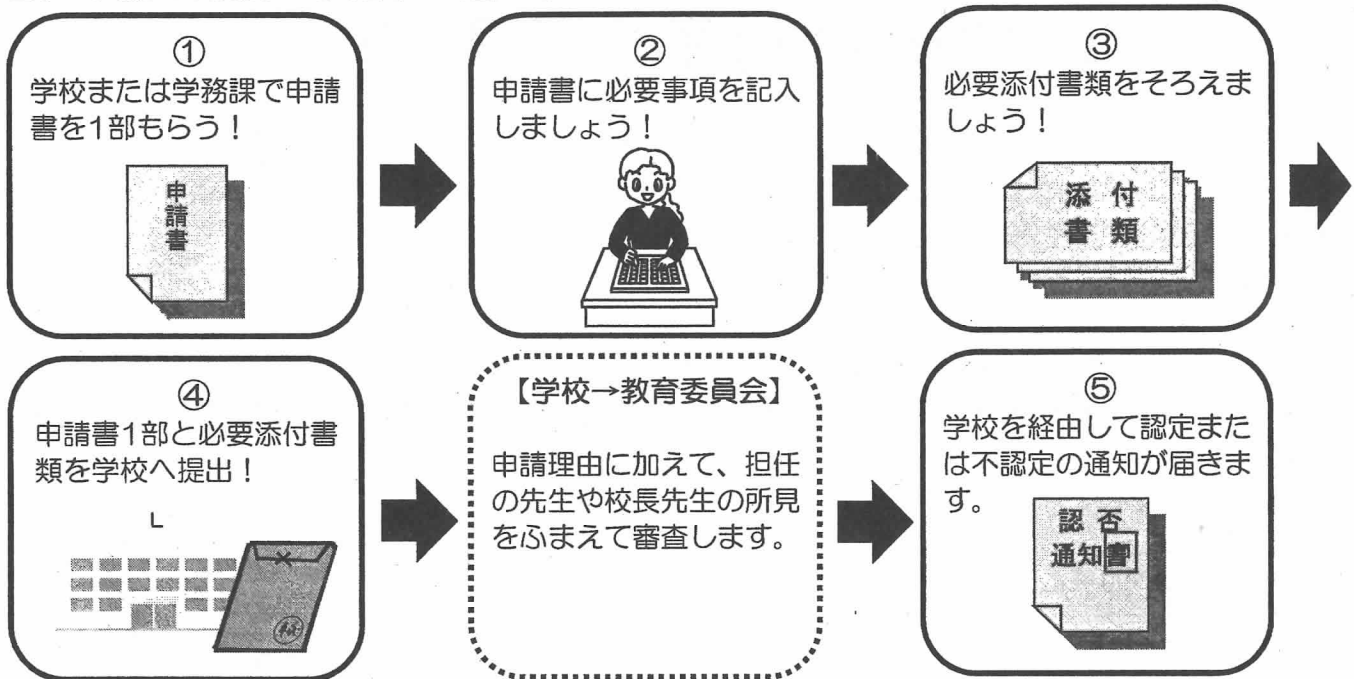 ①
学校または学務課で申請
書を1部もらう！
申請書
②
申請書に必要事項を記入
しましょう！
③
必要添付書類をそろえま
しょう！
添付
書類
④
申請書1部と必要添付書
類を学校へ提出！
【学校→教育委員会】
申請理由に加えて、担任
の先生や校長先生の所見
をふまえて審査します。
⑤
学校を経由して認定また
は不認定の通知が届きま
す。
認否
通知書